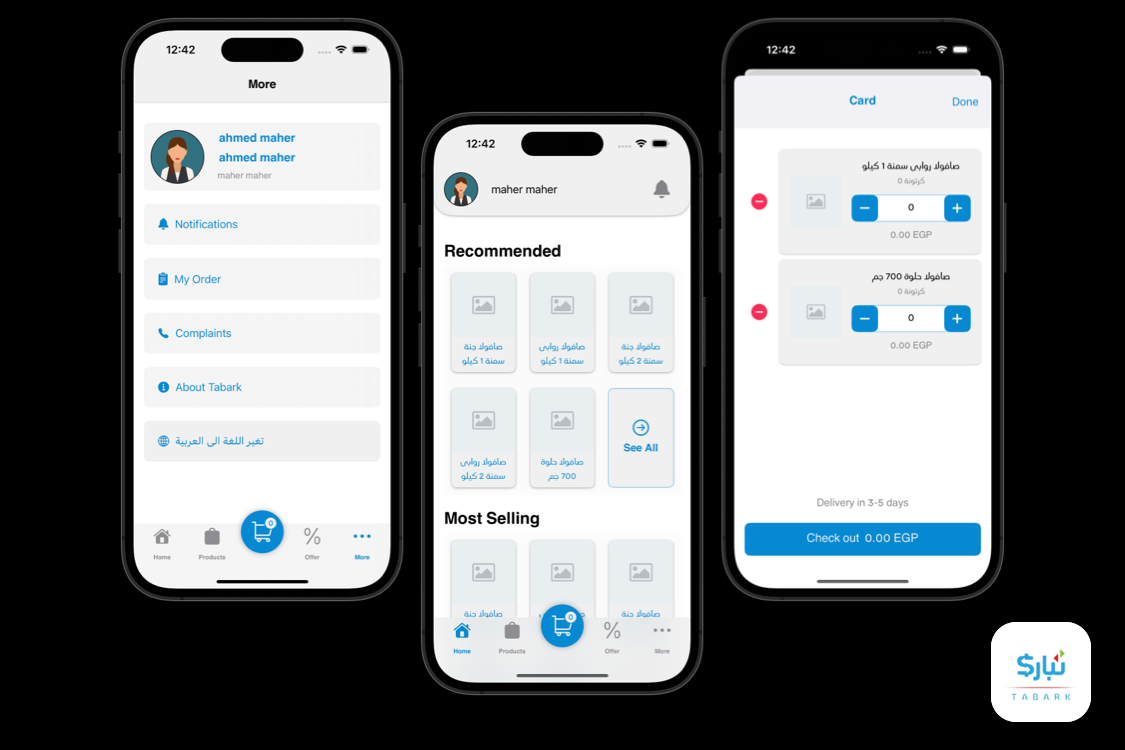 12:42
More
ahmed maher
ahmed maher
maher maher
Notifications
My Order
Complaints
About Tabark
تغير اللغة الى العربية
0
Home
Products
Offer
More
12:42
maher maher
Recommended
صافولا جنة
سمنة 1 كيلو
صافولا روابى
سمنة 1 كيلو
صافولا جنة
سمنة 2 كيلو
صافولا روابى
سمنة 2 كيلو
صافولا حلوة
700 جم
See All
Most Selling
صافولا جنة
صافولا جنة
0
Home
Products
Offer
More
12:42
Card
Done
صافولا روابى سمنة 1 كيلو
كرتونة 0
0
0.00 EGP
صافولا حلوة 700 جم
كرتونة 0
0
0.00 EGP
Delivery in 3-5 days
Check out 0.00 EGP
تبارك
TABARK